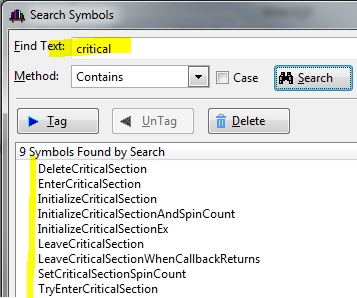 Search Symbols
Find Text: critical
Method: Contains Case Search
Tag UnTag Delete
9 Symbols Found by Search
DeleteCriticalSection
EnterCriticalSection
InitializeCriticalSection
InitializeCriticalSectionAndSpinCount
InitializeCriticalSectionEx
LeaveCriticalSection
LeaveCriticalSectionWhenCallbackReturns
SetCriticalSectionSpinCount
TryEnterCriticalSection